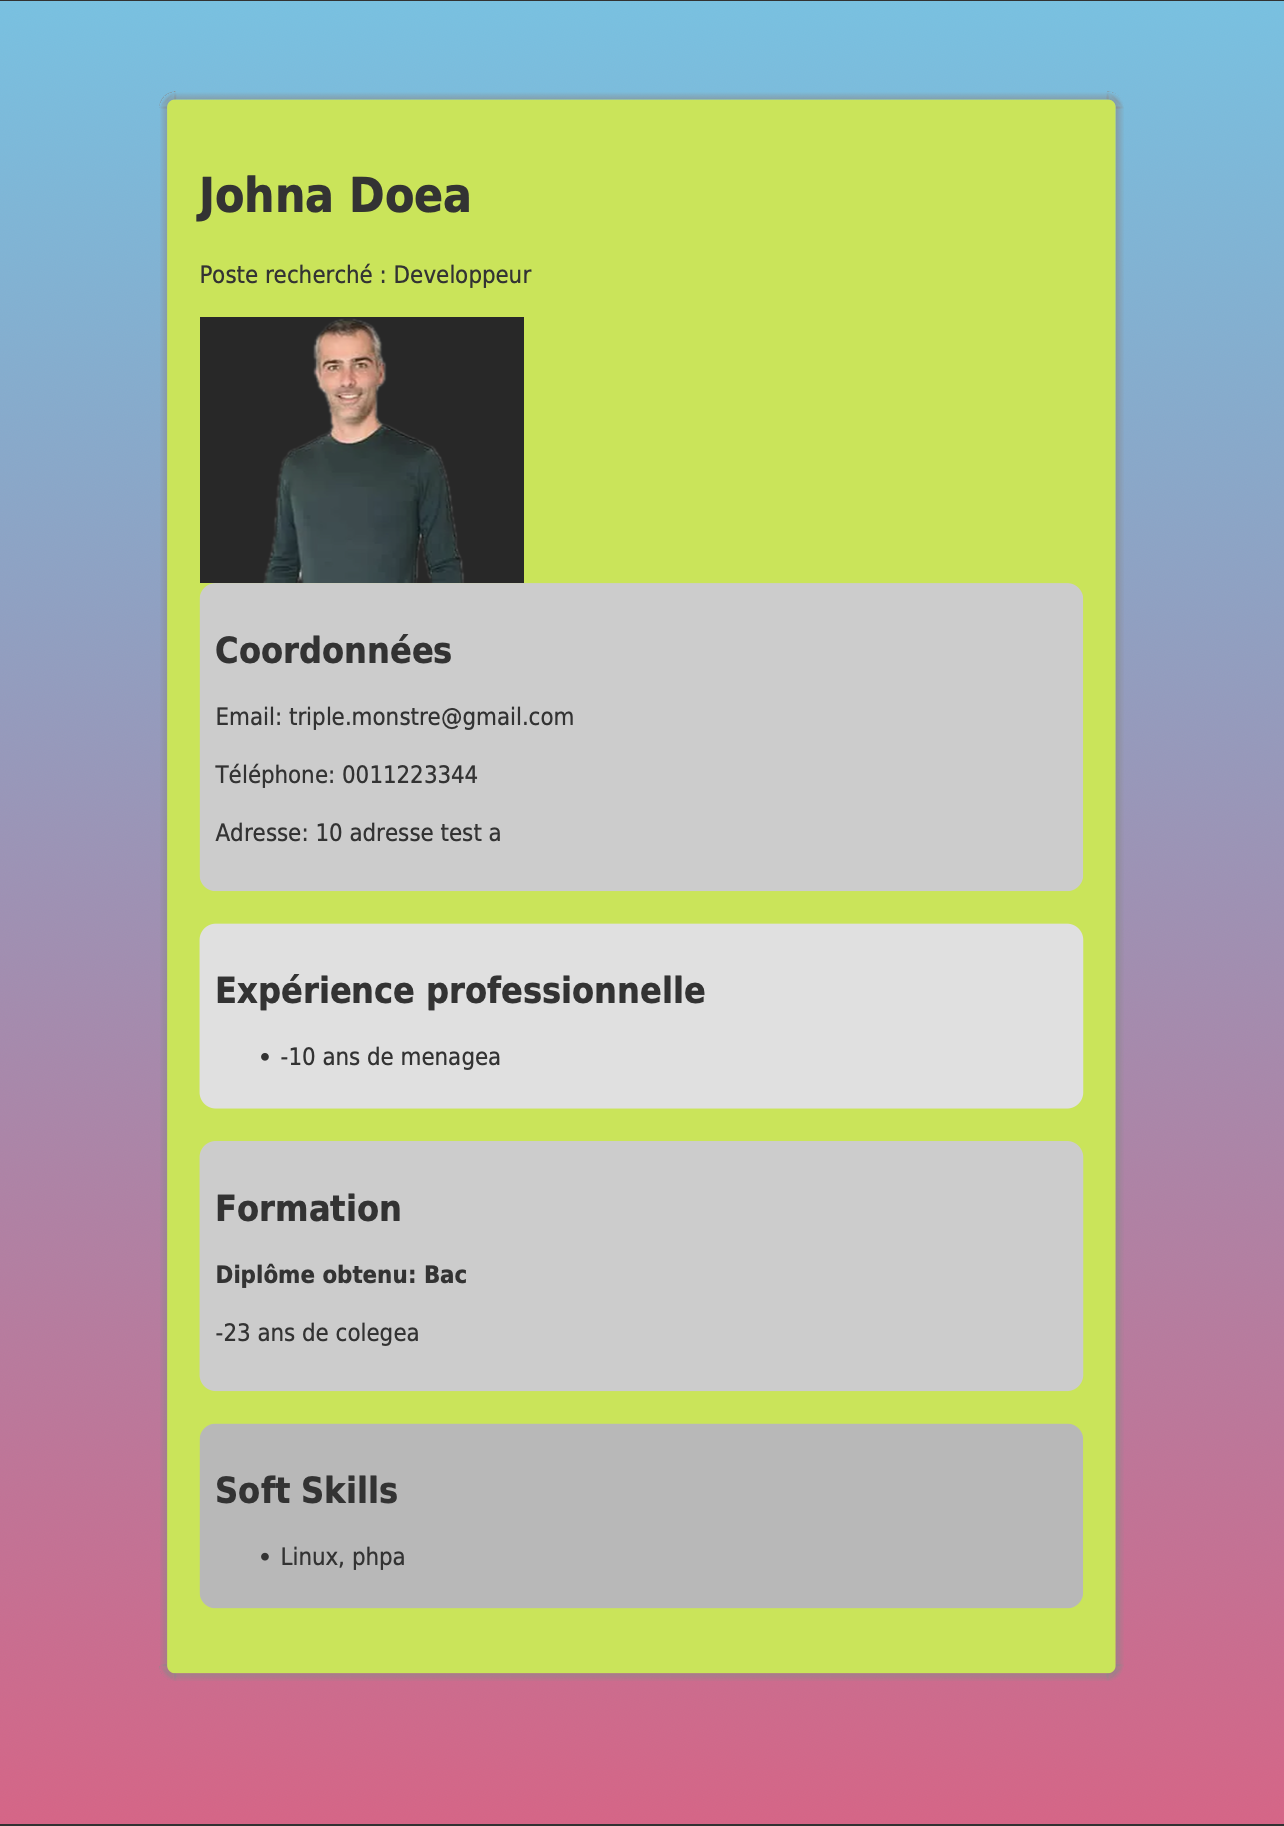 Johna Doea
Poste recherché : Developpeur
Coordonnées
Email: triple.monstre@gmail.com
Téléphone: 0011223344
Adresse: 10 adresse test a
Expérience professionnelle
• -10 ans de menagea
Formation
Diplôme obtenu: Bac
-23 ans de colegea
Soft Skills
• Linux, phpa